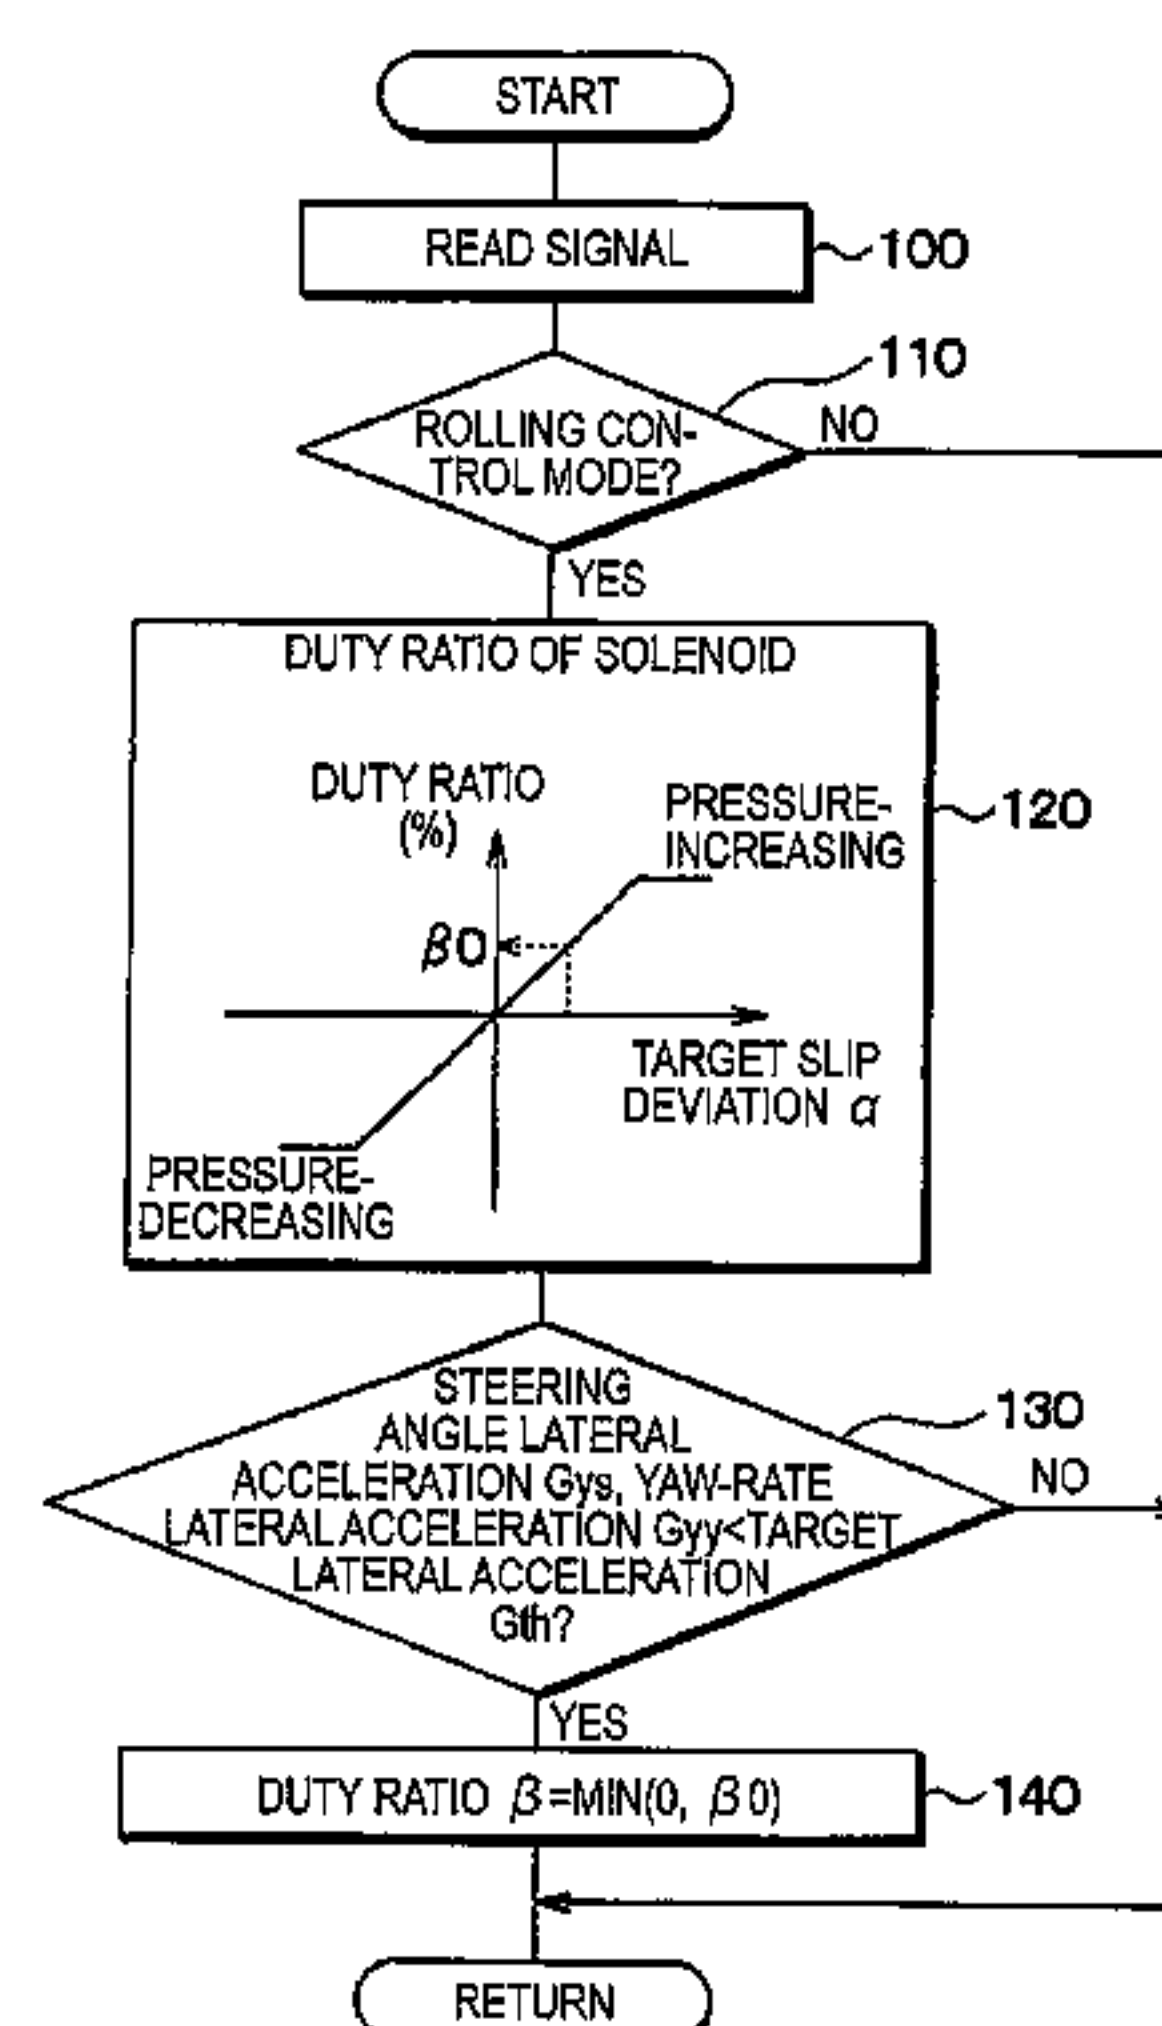 START
READ SIGNAL
100
110
ROLLING CON-
TROL MODE?
NO
YES
DUTY RATIO OF SOLENOID
DUTY RATIO
(%)
PRESSURE-
INCREASING
120
β0
TARGET SLIP
DEVIATION α
PRESSURE-
DECREASING
STEERING
ANGLE LATERAL
ACCELERATION Gys, YAW-RATE
LATERAL ACCELERATION Gyy<TARGET
LATERAL ACCELERATION
Gth?
130
NO
YES
DUTY RATIO β=MIN(0, β0)
140
RETURN